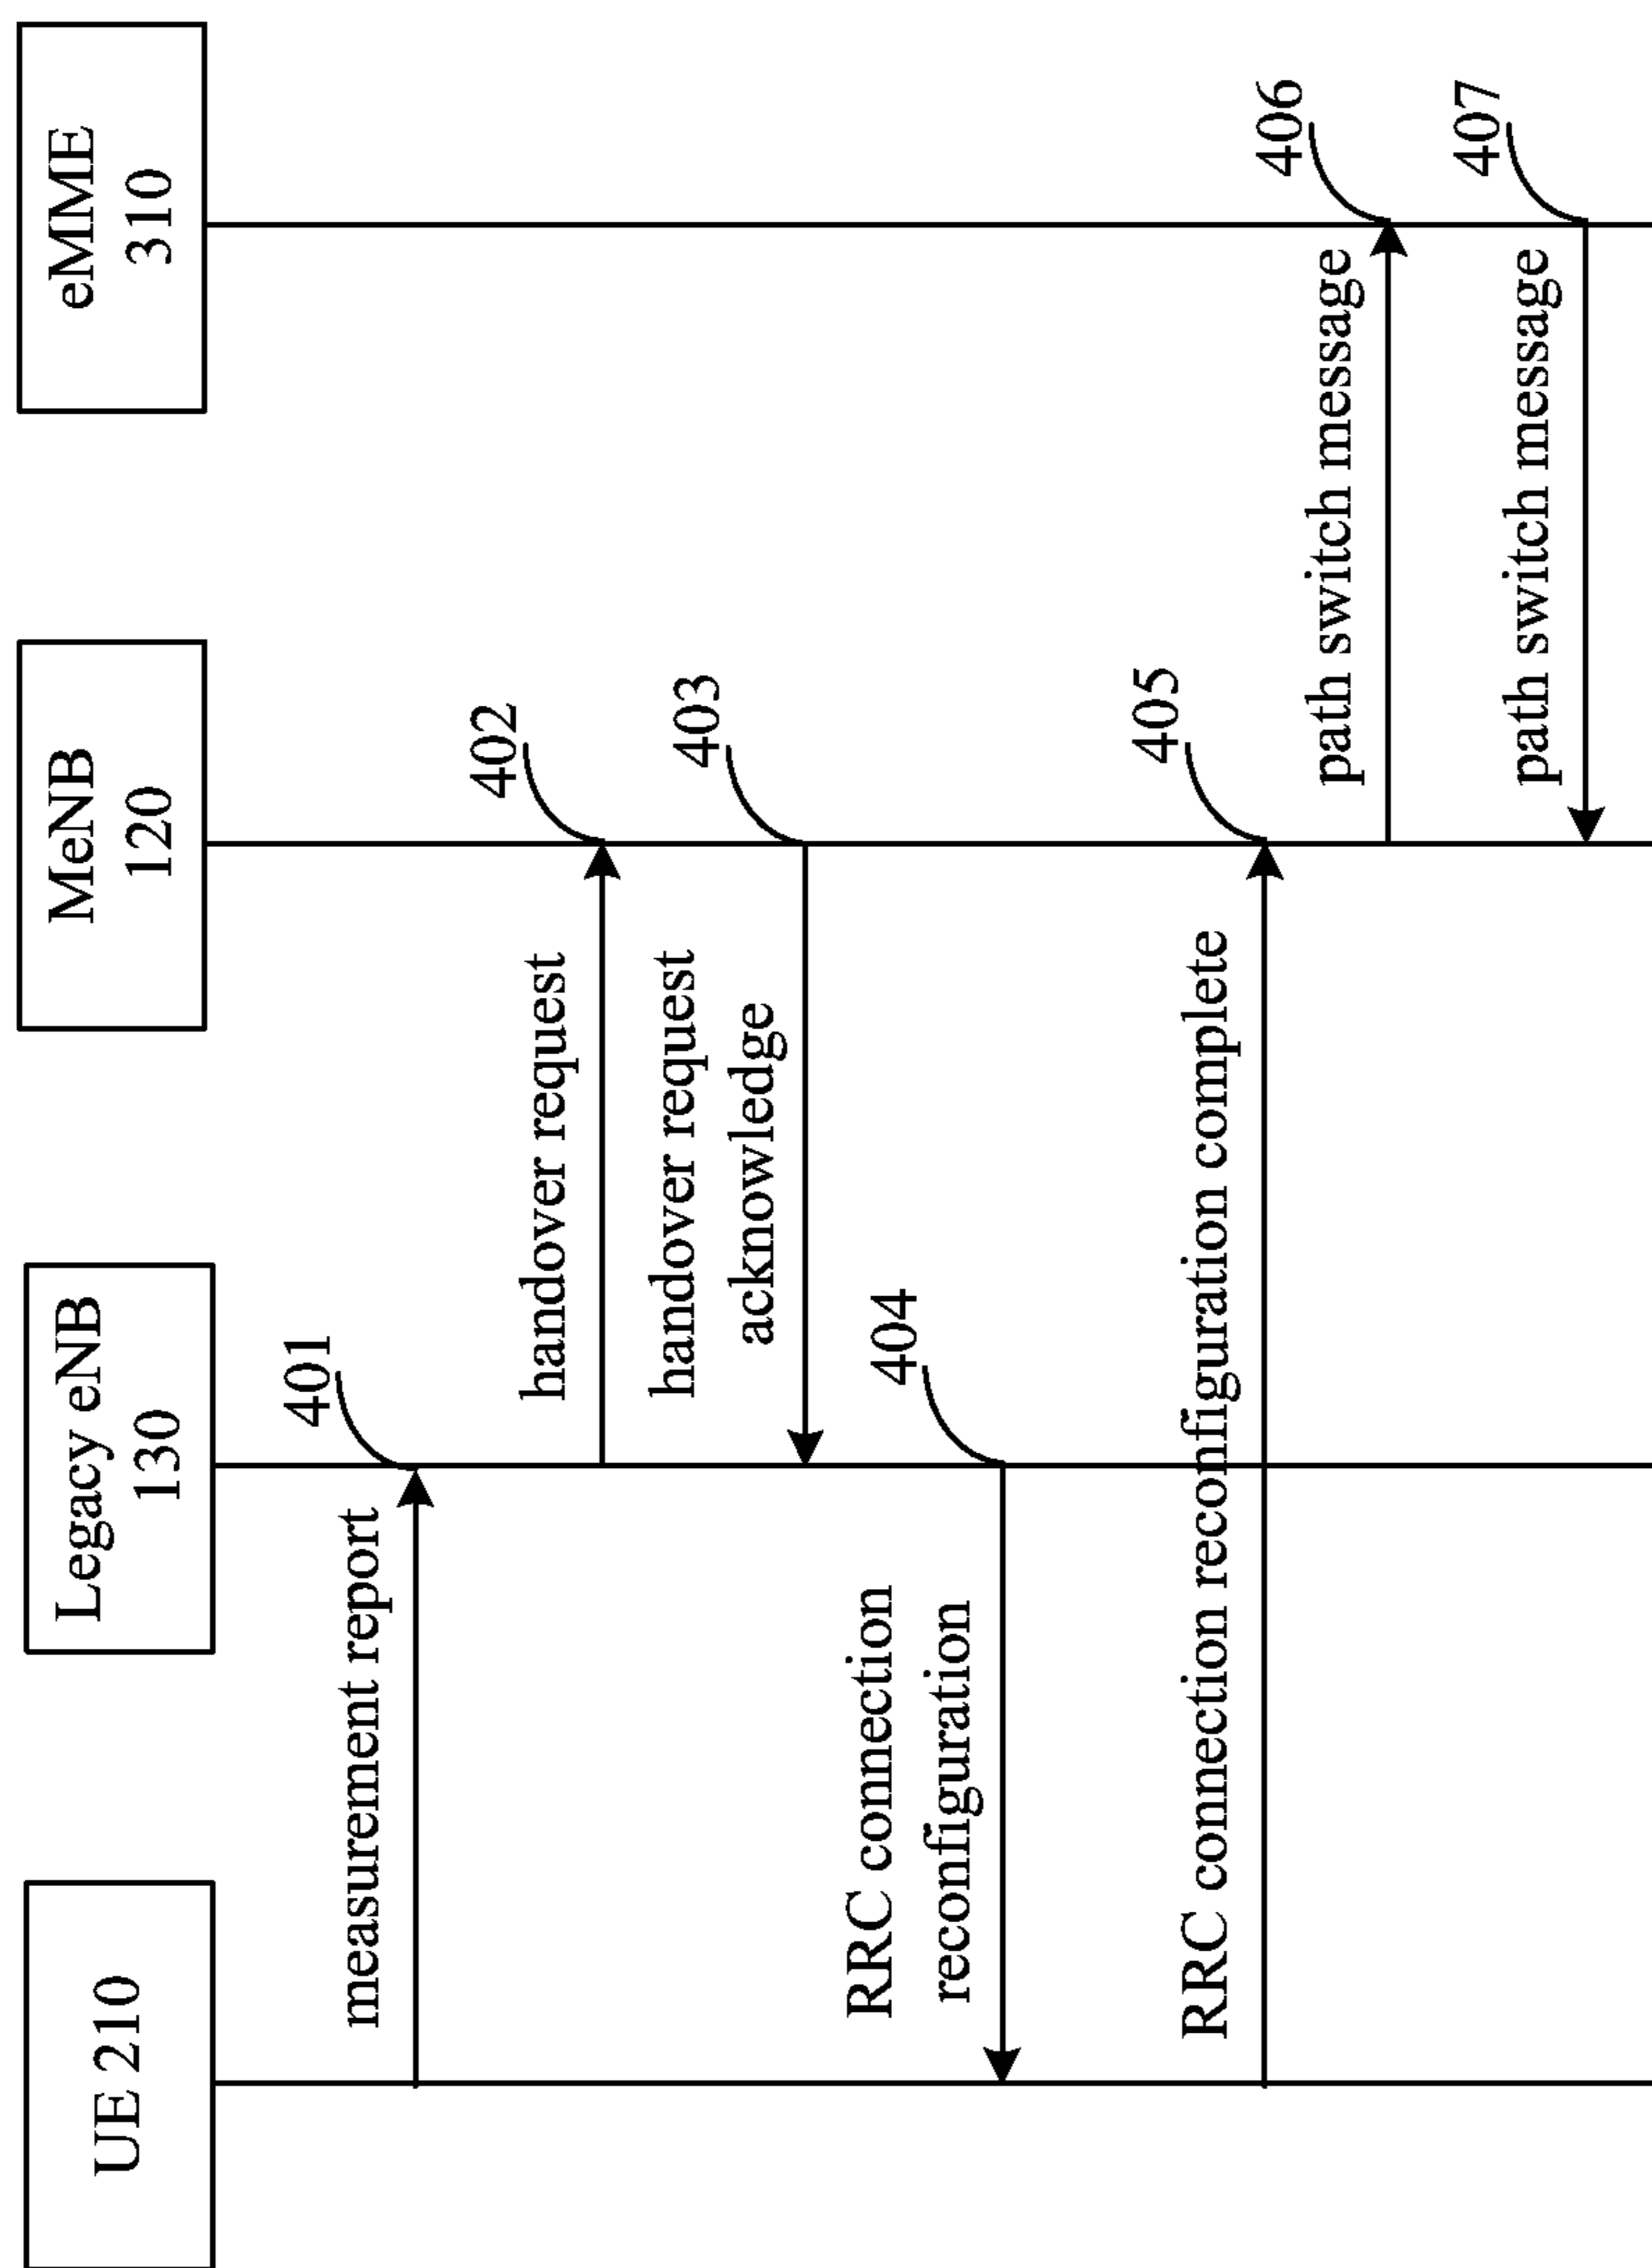 UE 210
Legacy eNB
130
MeNB
120
eMME
310
401
measurement report
402
handover request
403
handover request
acknowledge
404
RRC connection
reconfiguration
405
RRC connection reconfiguration complete
406
path switch message
407
path switch message